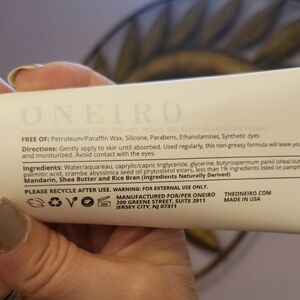 ONEIRO
FREE OF: Petroleum/Paraffin Wax, Silicone, Parabens, Ethanolamines, Synthetic dyes
Directions: Gently apply to skin until absorbed. Used regularly, this non-greasy formula will leave you
and moisturized. Avoid contact with the eyes.
Ingredients: Water/aqua/eau, caprylic/capric triglyceride, glycerin, butyrospermum parkii (shea bu
palmitic, acid, crambe abyssinica seed oil phytosterol esters, less than 1% ingredients listed on pamph
Mandarin, Shea Butter and Rice Bran (Ingredients Naturally Derived)
PLEASE RECYCLE AFTER USE. WARNING: FOR EXTERNAL USE ONLY.
MANUFACTURED FOR/PER ONEIRO
200 GREENE STREET, SUITE 3911
JERSEY CITY, NJ 07311
THEONEIRO.COM
MADE IN USA